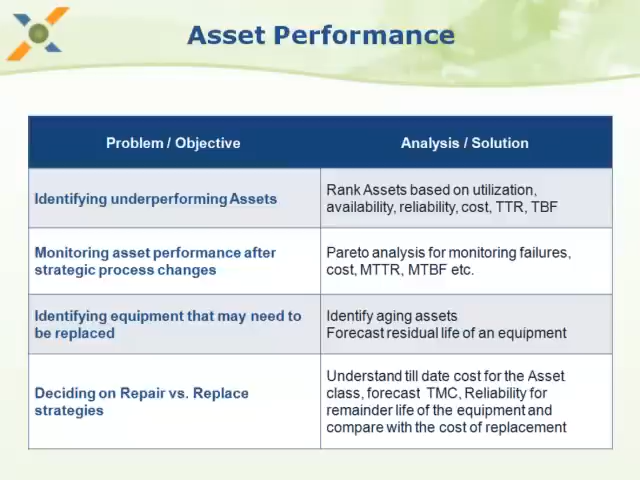 Asset Performance
Problem / Objective
Analysis / Solution
Identifying underperforming Assets
Rank Assets based on utilization,
availability, reliability, cost, TTR, TBF
Monitoring asset performance after
strategic process changes
Pareto analysis for monitoring failures,
cost, MTTR, MTBF etc.
Identifying equipment that may need to
be replaced
Identify aging assets
Forecast residual life of an equipment
Deciding on Repair vs. Replace
strategies
Understand till date cost for the Asset
class, forecast TMC, Reliability for
remainder life of the equipment and
compare with the cost of replacement